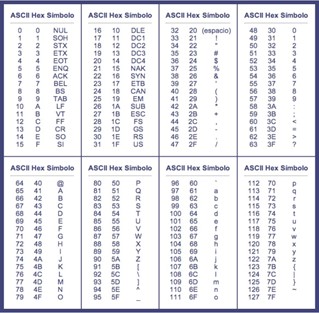 ASCII Hex Símbolo
0 0 NUL
1 1 SOH
2 2 STX
3 3 ETX
4 4 EOT
5 5 ENQ
6 6 ACK
7 7 BEL
8 8 BS
9 9 TAB
10 A LF
11 B VT
12 C FF
13 D CR
14 E SO
15 F SI
ASCII Hex Símbolo
16 10 DLE
17 11 DC1
18 12 DC2
19 13 DC3
20 14 DC4
21 15 NAK
22 16 SYN
23 17 ETB
24 18 CAN
25 19 EM
26 1A SUB
27 1B ESC
28 1C FS
29 1D GS
30 1E RS
31 1F US
ASCII Hex Símbolo
32 20 (espacio)
33 21 !
34 22 "
35 23 #
36 24 $
37 25 %
38 26 &
39 27 '
40 28 (
41 29 )
42 2A *
43 2B +
44 2C ,
45 2D -
46 2E .
47 2F /
ASCII Hex Símbolo
48 30 0
49 31 1
50 32 2
51 33 3
52 34 4
53 35 5
54 36 6
55 37 7
56 38 8
57 39 9
58 3A :
59 3B ;
60 3C <
61 3D =
62 3E >
63 3F ?
ASCII Hex Símbolo
64 40 @
65 41 A
66 42 B
67 43 C
68 44 D
69 45 E
70 46 F
71 47 G
72 48 H
73 49 I
74 4A J
75 4B K
76 4C L
77 4D M
78 4E N
79 4F O
ASCII Hex Símbolo
80 50 P
81 51 Q
82 52 R
83 53 S
84 54 T
85 55 U
86 56 V
87 57 W
88 58 X
89 59 Y
90 5A Z
91 5B [
92 5C \
93 5D ]
94 5E ^
95 5F _
ASCII Hex Símbolo
96 60 `
97 61 a
98 62 b
99 63 c
100 64 d
101 65 e
102 66 f
103 67 g
104 68 h
105 69 i
106 6A j
107 6B k
108 6C l
109 6D m
110 6E n
111 6F o
ASCII Hex Símbolo
112 70 p
113 71 q
114 72 r
115 73 s
116 74 t
117 75 u
118 76 v
119 77 w
120 78 x
121 79 y
122 7A z
123 7B {
124 7C |
125 7D }
126 7E ~
127 7F